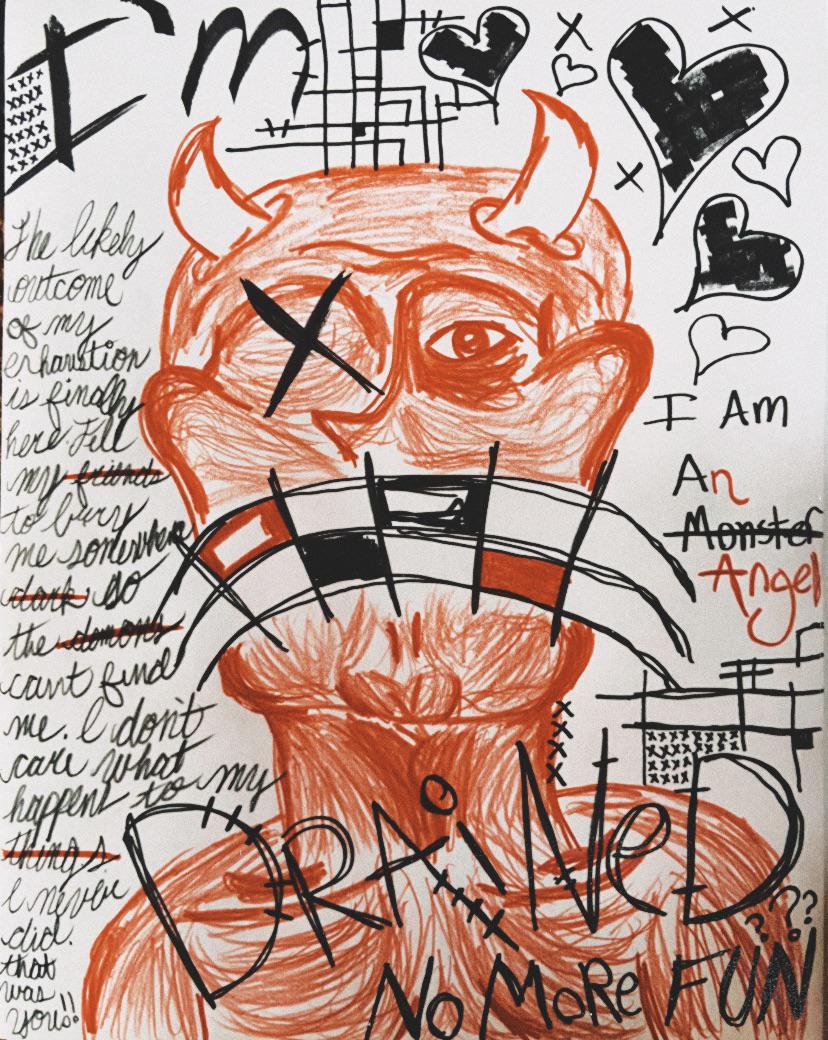 I'm
The likely
outcome
of my
exhaustion
is finally
here. Tell
my friends
to bury
me somewhere
dark so
the demons
cant find
me. I don't
care what
happens to my
things.
I never
did.
that
was
yours!!
I Am
An
Monster
Angel
DRAiNeD
No MoRe FUN
???